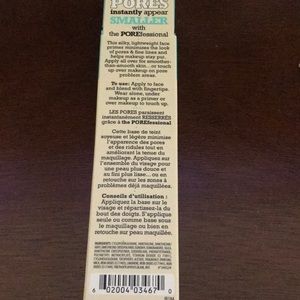 PORES
instantly appear
SMALLER
with
the POREfessional
This silky, lightweight face
primer minimizes the look
of pores & fine lines and
helps makeup stay put.
Apply all over for smoother-
than-smooth skin... or touch
up over makeup on pore
problem areas.
To use: Apply to face
and blend with fingertips.
Wear alone, under
makeup as a primer or
over makeup to touch up.
LES PORES paraissent
instantanément RESSERRÉS
grâce à the POREfessional
Cette base de teint
soyeuse et légère minimise
l'apparence des pores
et des ridules tout en
améliorant la tenue du
maquillage. Appliquez sur
l'ensemble du visage pour
une peau plus douce et
au fini plus lisse... ou en
retouche sur les zones à
problèmes déjà maquillées.
Conseils d'utilisation :
Appliquez la base sur le
visage et répartissez-la du
bout des doigts. S'applique
seule ou comme base sous
le maquillage ou bien en
retouche sur peau maquillée.
6 02004 03467 0